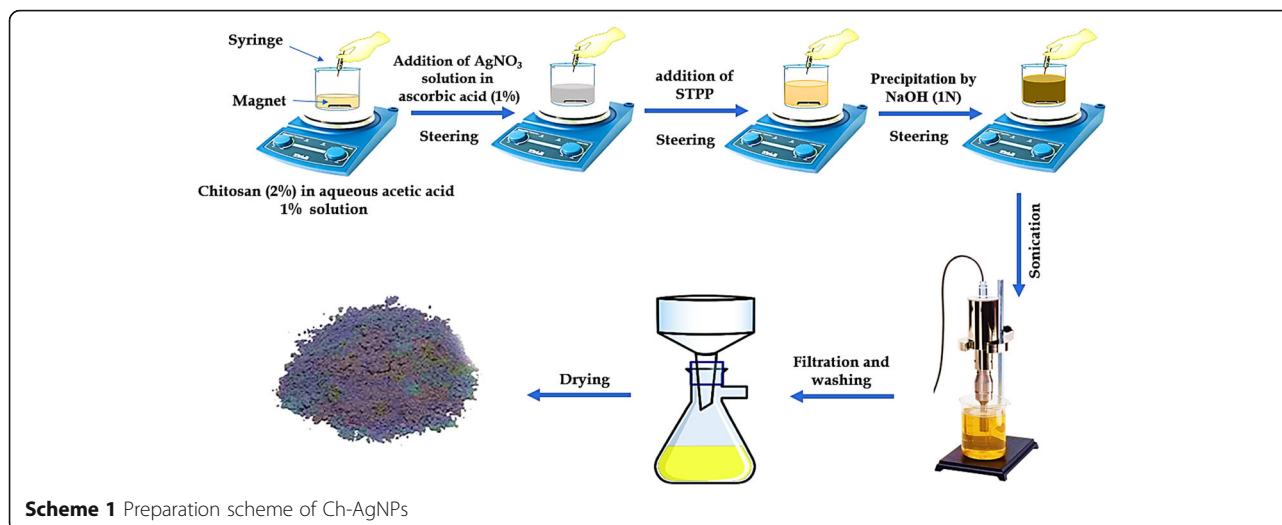 Syringe
Magnet
Chitosan (2%) in aqueous acetic acid
1% solution
Addition of AgNO₃
solution in
ascorbic acid (1%)
Steering
addition of
STPP
Steering
Precipitation by
NaOH (1N)
Steering
Sonication
Filtration and
washing
Drying
Scheme 1 Preparation scheme of Ch-AgNPs